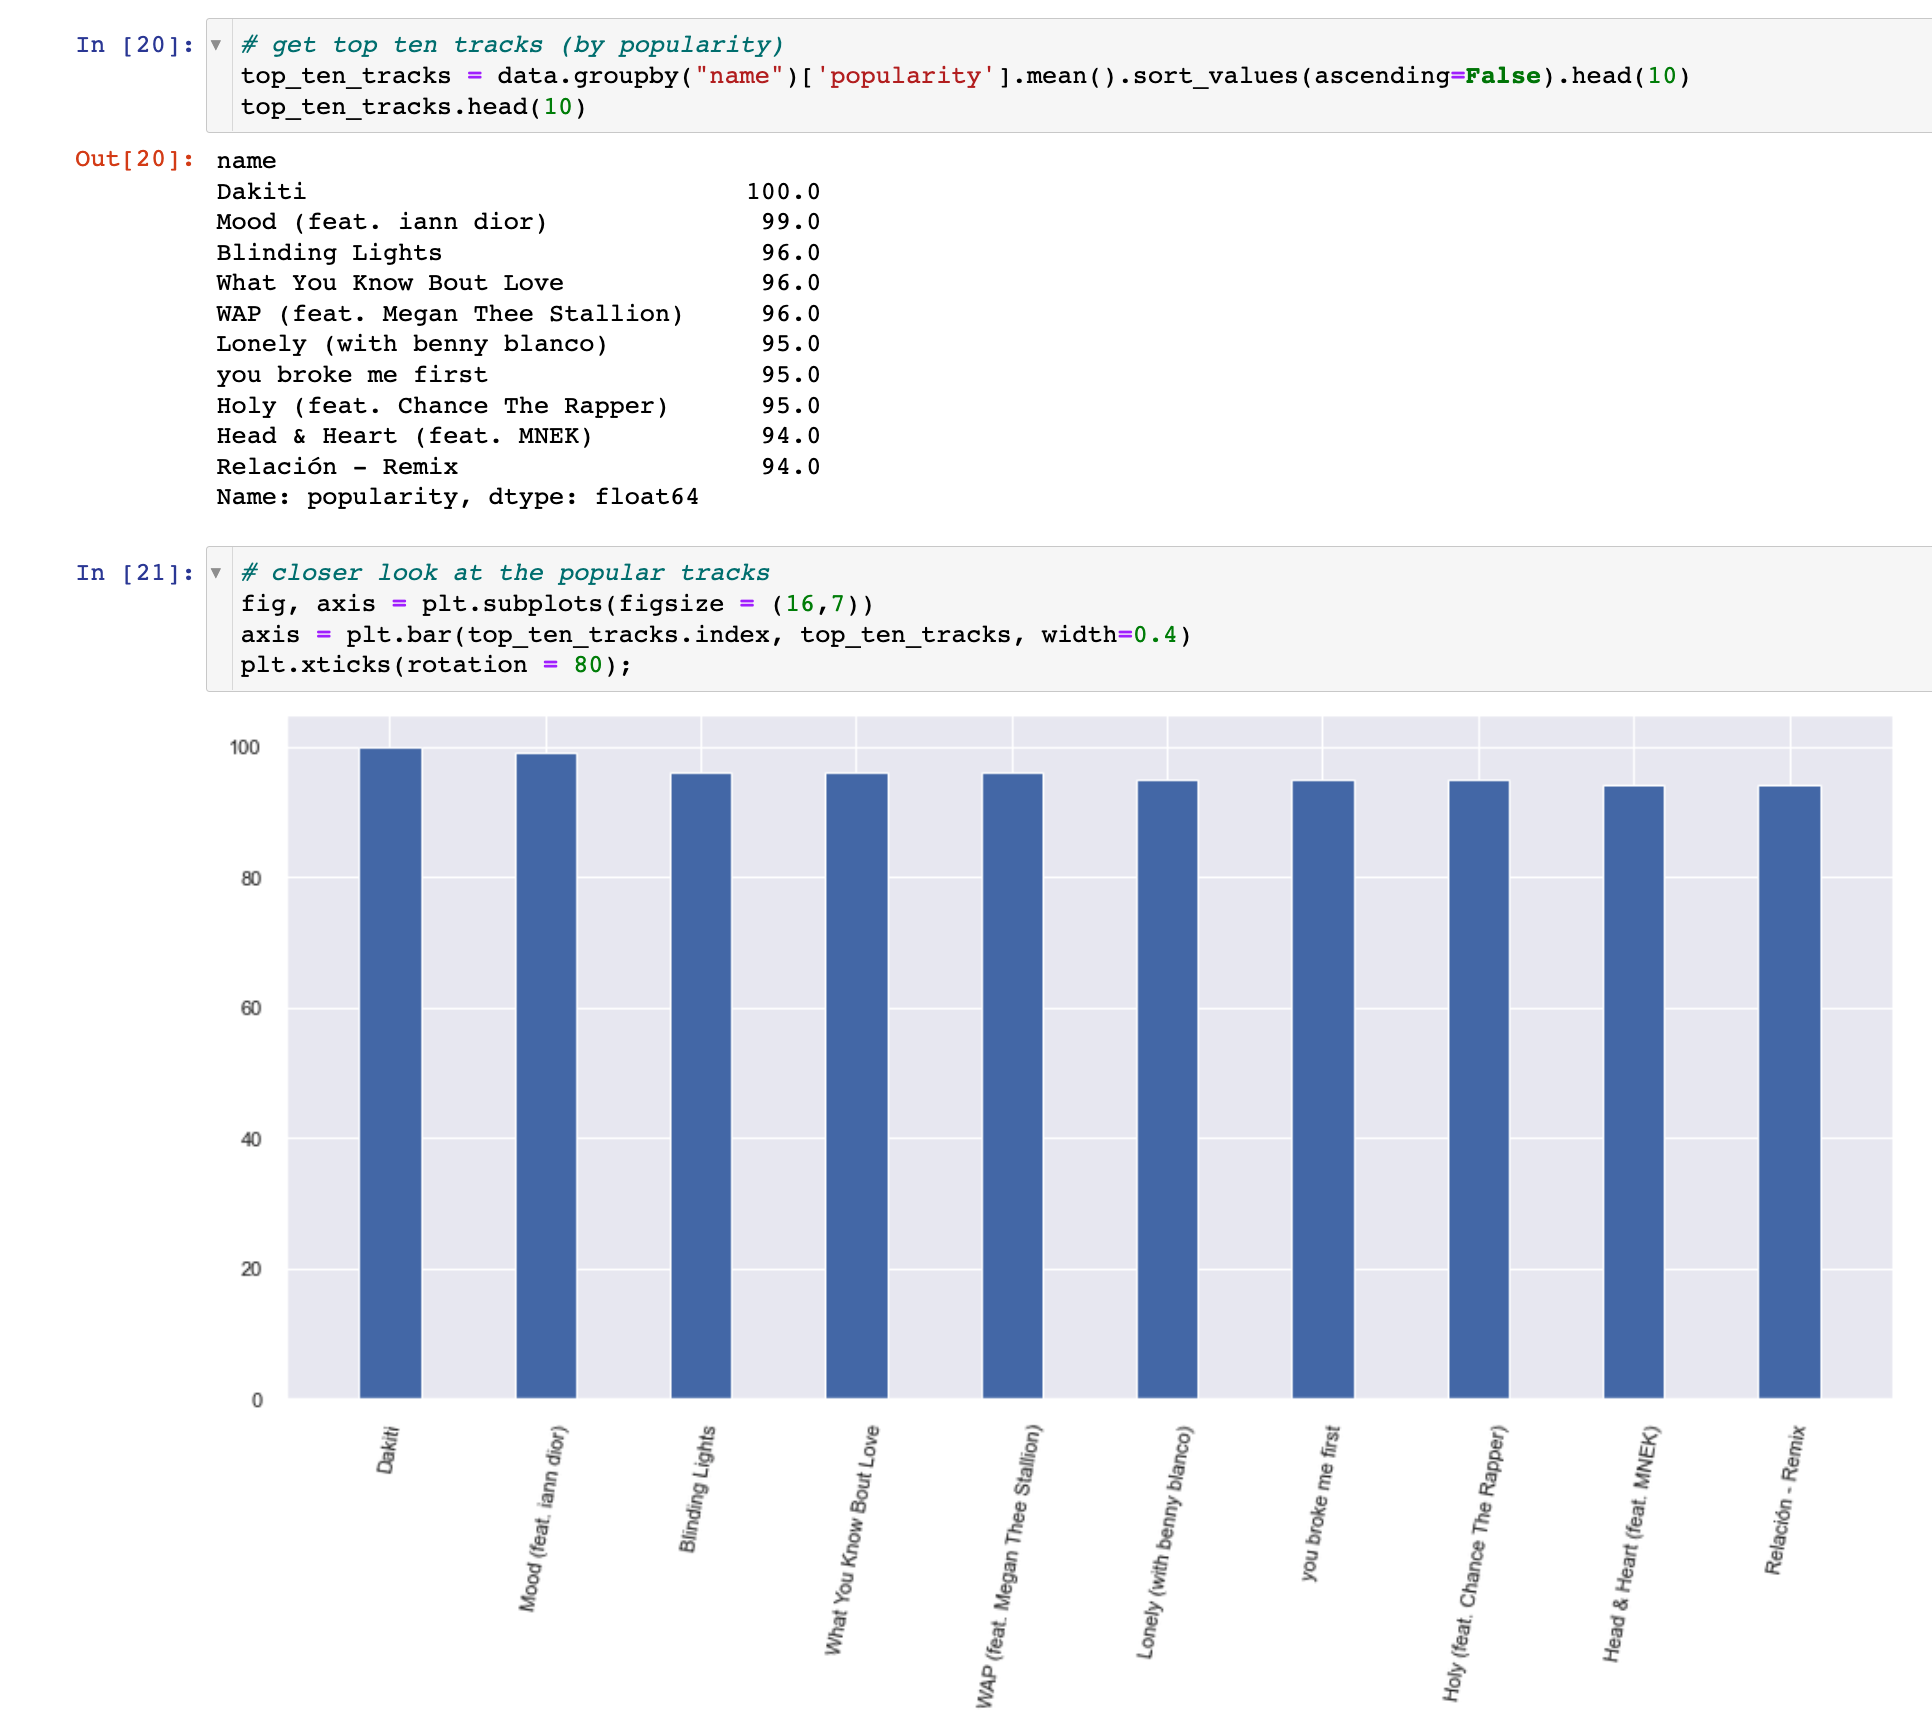 In [20]:
# get top ten tracks (by popularity)
top_ten_tracks = data.groupby("name")['popularity'].mean().sort_values(ascending=False).head(10)
top_ten_tracks.head(10)
Out[20]:
name
Dakiti 100.0
Mood (feat. iann dior) 99.0
Blinding Lights 96.0
What You Know Bout Love 96.0
WAP (feat. Megan Thee Stallion) 96.0
Lonely (with benny blanco) 95.0
you broke me first 95.0
Holy (feat. Chance The Rapper) 95.0
Head & Heart (feat. MNEK) 94.0
Relación - Remix 94.0
Name: popularity, dtype: float64
In [21]:
# closer look at the popular tracks
fig, axis = plt.subplots(figsize = (16,7))
axis = plt.bar(top_ten_tracks.index, top_ten_tracks, width=0.4)
plt.xticks(rotation = 80);
100
80
60
40
20
0
Dakiti
Mood (feat. iann dior)
Blinding Lights
What You Know Bout Love
WAP (feat. Megan Thee Stallion)
Lonely (with benny blanco)
you broke me first
Holy (feat. Chance The Rapper)
Head & Heart (feat. MNEK)
Relación - Remix